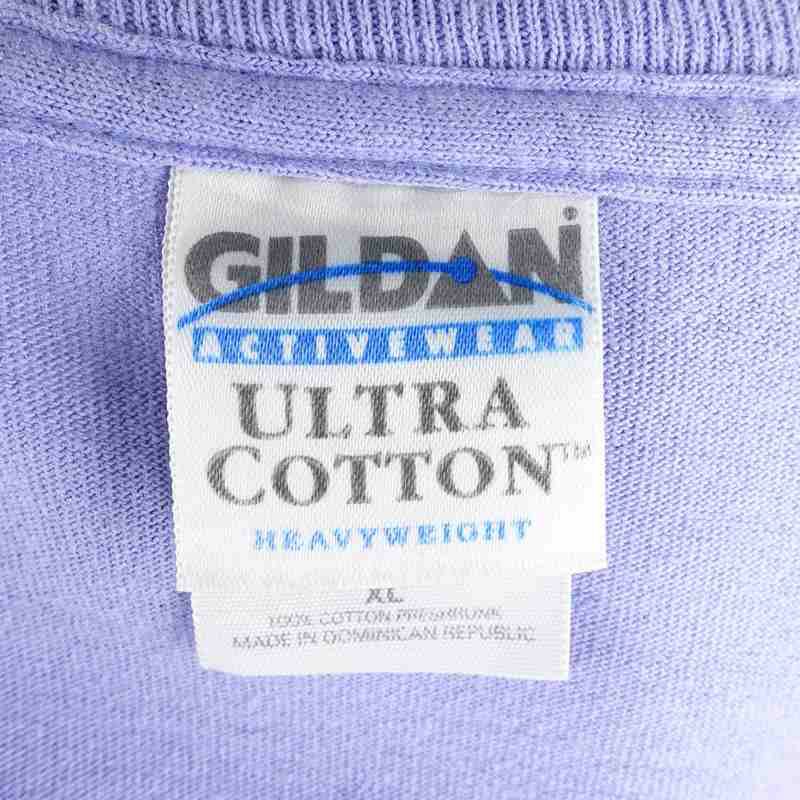 GILDAN®
ACTIVEWEAR
ULTRA
COTTON™
HEAVYWEIGHT
XL
100% COTTON PRESHRUNK
MADE IN DOMINICAN REPUBLIC